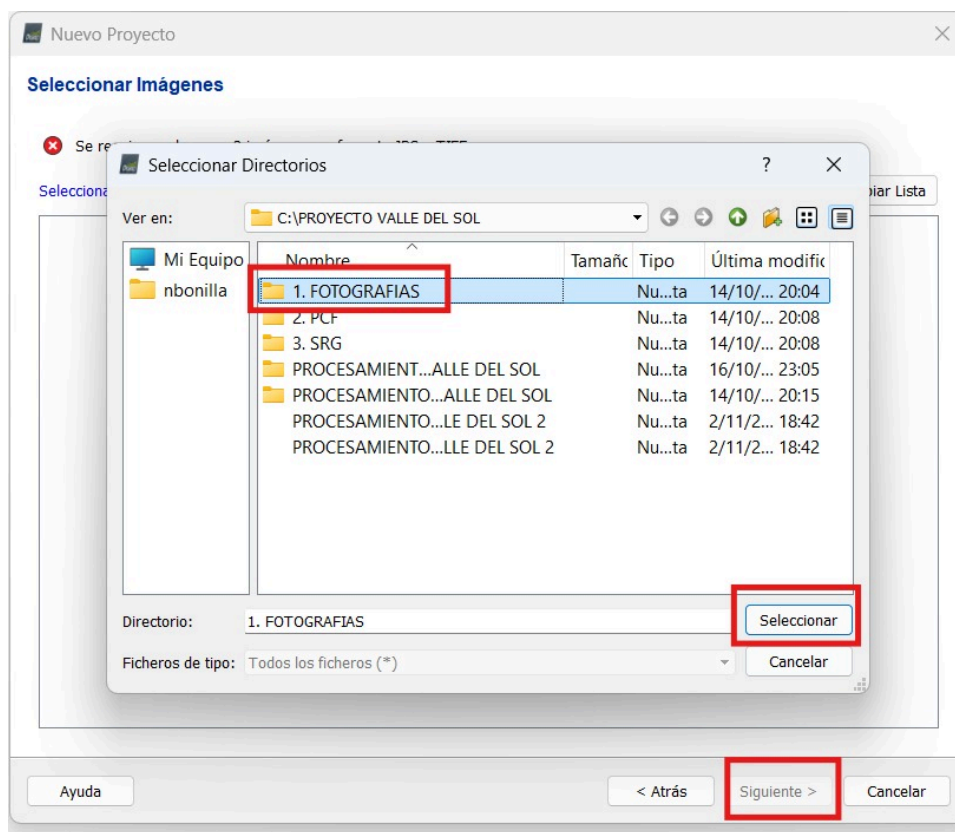 Nuevo Proyecto
Seleccionar Imágenes
Se
Seleccionar Directorios
? 
Ver en: C:\PROYECTO VALLE DEL SOL
Lista
Mi Equipo
nbonilla
Nombre Tamañc Tipo Última modific
1. FOTOGRAFIAS Nu...ta 14/10/... 20:04
2. PCF Nu...ta 14/10/... 20:08
3. SRG Nu...ta 14/10/... 20:08
PROCESAMIENT...ALLE DEL SOL Nu...ta 16/10/... 23:05
PROCESAMIENTO...ALLE DEL SOL Nu...ta 14/10/... 20:15
PROCESAMIENTO...LE DEL SOL 2 Nu...ta 2/11/2... 18:42
PROCESAMIENTO...LLE DEL SOL 2 Nu...ta 2/11/2... 18:42
Directorio: 1. FOTOGRAFIAS Seleccionar
Ficheros de tipo: Todos los ficheros (*) Cancelar
Ayuda < Atrás Siguiente > Cancelar